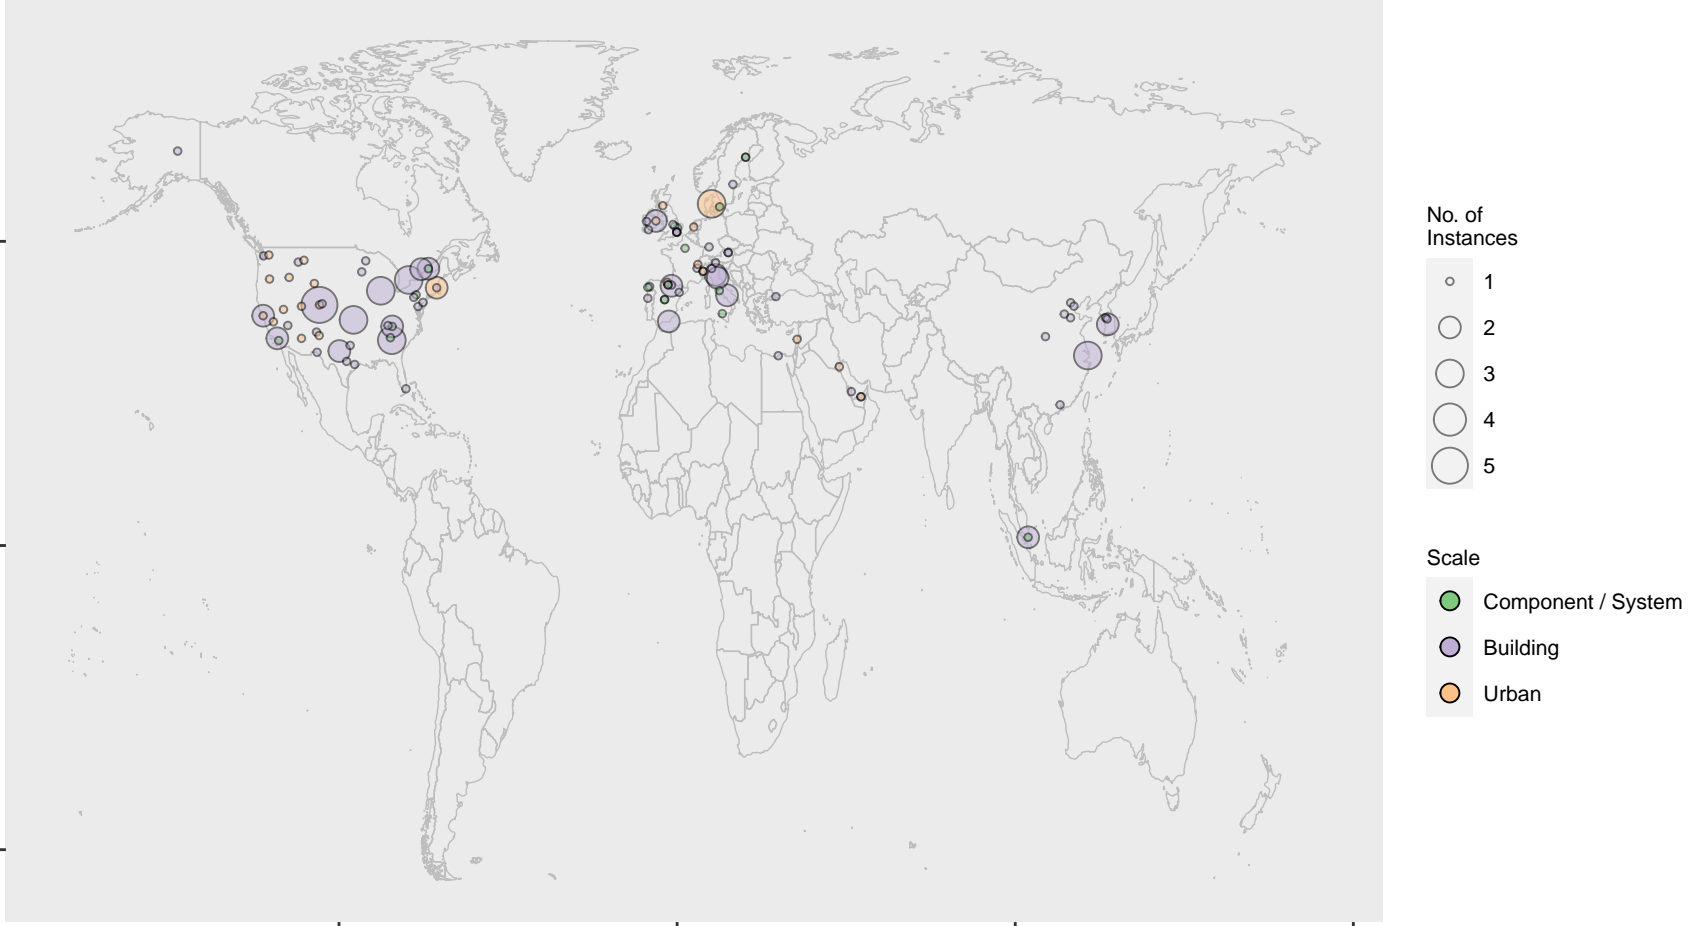 No. of
Instances
1
2
3
4
5
Scale
Component / System
Building
Urban